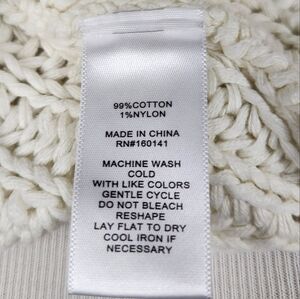 99%COTTON
1%NYLON
MADE IN CHINA
RN#160141
MACHINE WASH
COLD
WITH LIKE COLORS
GENTLE CYCLE
DO NOT BLEACH
RESHAPE
LAY FLAT TO DRY
COOL IRON IF
NECESSARY